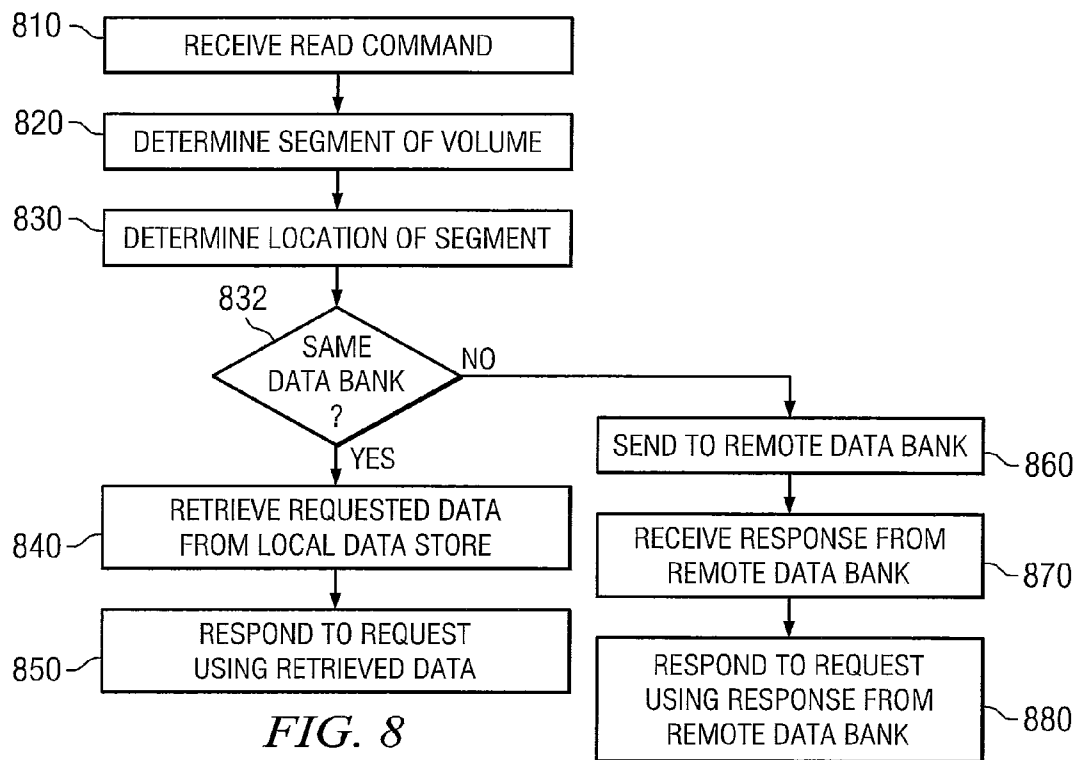 810
RECEIVE READ COMMAND
820
DETERMINE SEGMENT OF VOLUME
830
DETERMINE LOCATION OF SEGMENT
832
SAME
DATA BANK
?
NO
YES
840
RETRIEVE REQUESTED DATA
FROM LOCAL DATA STORE
850
RESPOND TO REQUEST
USING RETRIEVED DATA
SEND TO REMOTE DATA BANK
860
RECEIVE RESPONSE FROM
REMOTE DATA BANK
870
RESPOND TO REQUEST
USING RESPONSE FROM
REMOTE DATA BANK
880
FIG. 8